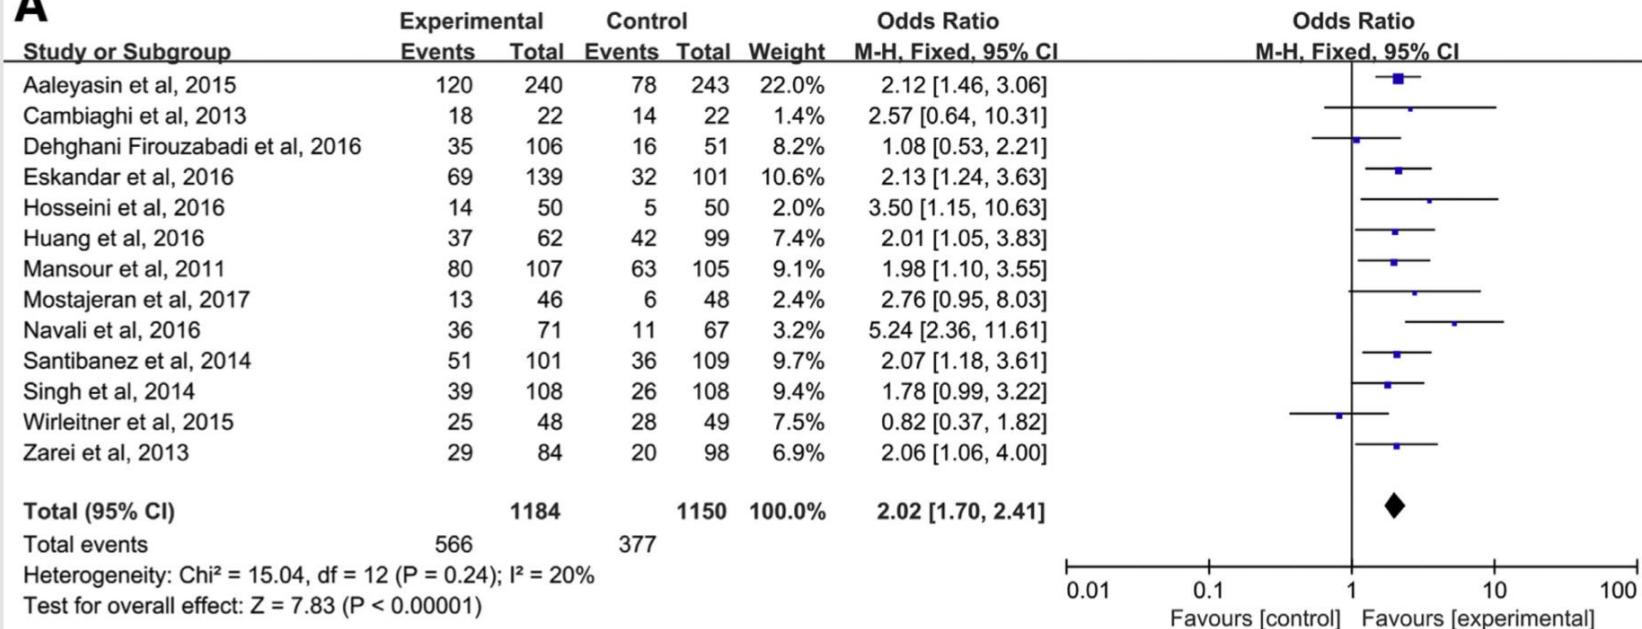 A
Experimental Control Odds Ratio Odds Ratio
Study or Subgroup Events Total Events Total Weight M-H, Fixed, 95% CI M-H, Fixed, 95% CI
Aaleyasin et al, 2015 120 240 78 243 22.0% 2.12 [1.46, 3.06]
Cambiaghi et al, 2013 18 22 14 22 1.4% 2.57 [0.64, 10.31]
Dehghani Firouzabadi et al, 2016 35 106 16 51 8.2% 1.08 [0.53, 2.21]
Eskandar et al, 2016 69 139 32 101 10.6% 2.13 [1.24, 3.63]
Hosseini et al, 2016 14 50 5 50 2.0% 3.50 [1.15, 10.63]
Huang et al, 2016 37 62 42 99 7.4% 2.01 [1.05, 3.83]
Mansour et al, 2011 80 107 63 105 9.1% 1.98 [1.10, 3.55]
Mostajeran et al, 2017 13 46 6 48 2.4% 2.76 [0.95, 8.03]
Navali et al, 2016 36 71 11 67 3.2% 5.24 [2.36, 11.61]
Santibanez et al, 2014 51 101 36 109 9.7% 2.07 [1.18, 3.61]
Singh et al, 2014 39 108 26 108 9.4% 1.78 [0.99, 3.22]
Wirleitner et al, 2015 25 48 28 49 7.5% 0.82 [0.37, 1.82]
Zarei et al, 2013 29 84 20 98 6.9% 2.06 [1.06, 4.00]
Total (95% CI) 1184 1150 100.0% 2.02 [1.70, 2.41]
Total events 566 377
Heterogeneity: Chi² = 15.04, df = 12 (P = 0.24); I² = 20%
Test for overall effect: Z = 7.83 (P < 0.00001)
0.01 0.1 1 10 100
Favours [control] Favours [experimental]